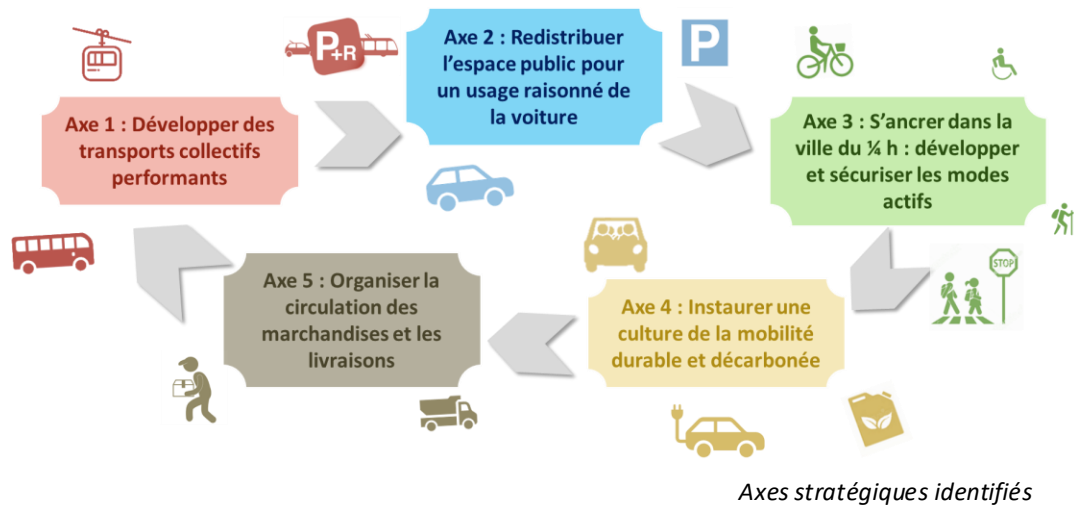 Axe 1 : Développer des
transports collectifs
performants
P+R
Axe 2 : Redistribuer
l'espace public pour
un usage raisonné de
la voiture
P
Axe 3 : S'ancrer dans la
ville du ¼ h : développer
et sécuriser les modes
actifs
STOP
Axe 4 : Instaurer une
culture de la mobilité
durable et décarbonée
Axe 5 : Organiser la
circulation des
marchandises et les
livraisons
Axes stratégiques identifiés